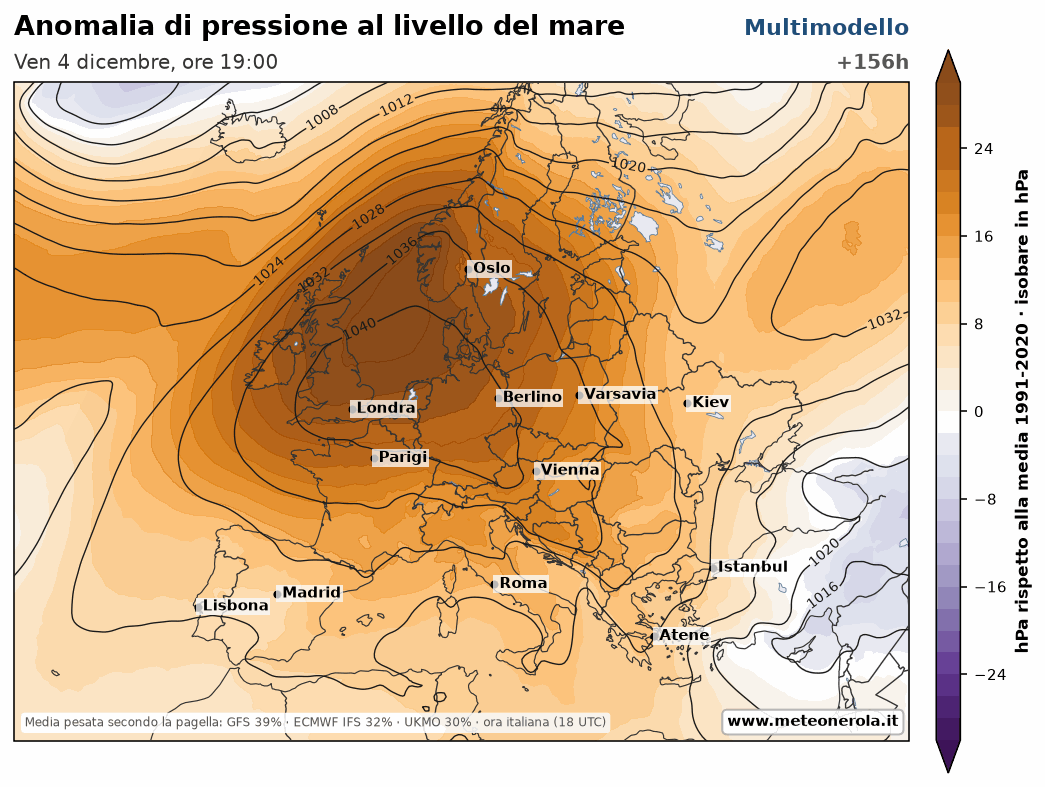 Anomalia di pressione al livello del mare
Multimodello
Ven 4 dicembre, ore 19:00
+156h
1008
1012
1020
1028
1036
1024
1032
1040
1032
1020
1016
Oslo
Berlino
Varsavia
Kiev
Londra
Parigi
Vienna
Istanbul
Roma
Madrid
Lisbona
Atene
24
16
8
0
−8
−16
−24
hPa rispetto alla media 1991-2020 · isobare in hPa
Media pesata secondo la pagella: GFS 39% · ECMWF IFS 32% · UKMO 30% · ora italiana (18 UTC)
www.meteonerola.it